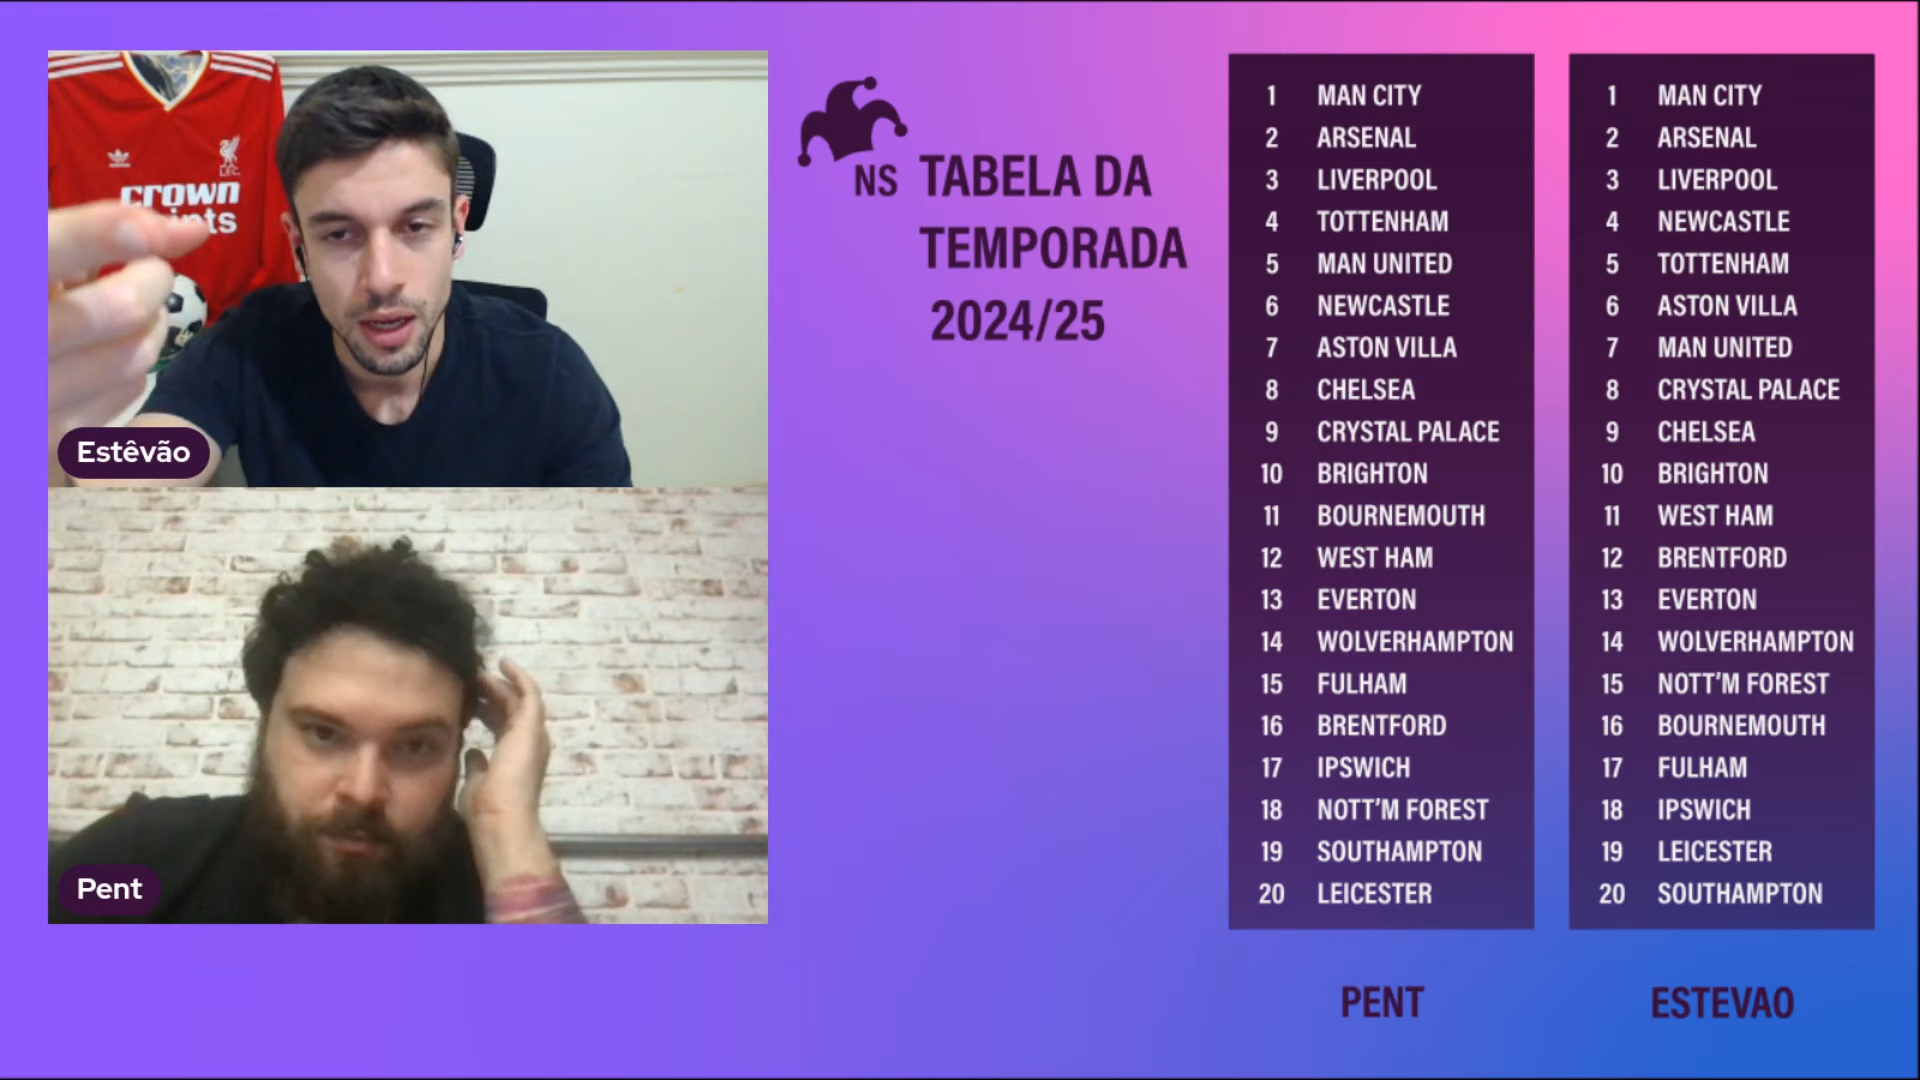 L.F.C.
crown
Estêvão
Pent
NS
TABELA DA
TEMPORADA
2024/25
1 MAN CITY
2 ARSENAL
3 LIVERPOOL
4 TOTTENHAM
5 MAN UNITED
6 NEWCASTLE
7 ASTON VILLA
8 CHELSEA
9 CRYSTAL PALACE
10 BRIGHTON
11 BOURNEMOUTH
12 WEST HAM
13 EVERTON
14 WOLVERHAMPTON
15 FULHAM
16 BRENTFORD
17 IPSWICH
18 NOTT'M FOREST
19 SOUTHAMPTON
20 LEICESTER
PENT
1 MAN CITY
2 ARSENAL
3 LIVERPOOL
4 NEWCASTLE
5 TOTTENHAM
6 ASTON VILLA
7 MAN UNITED
8 CRYSTAL PALACE
9 CHELSEA
10 BRIGHTON
11 WEST HAM
12 BRENTFORD
13 EVERTON
14 WOLVERHAMPTON
15 NOTT'M FOREST
16 BOURNEMOUTH
17 FULHAM
18 IPSWICH
19 LEICESTER
20 SOUTHAMPTON
ESTEVAO